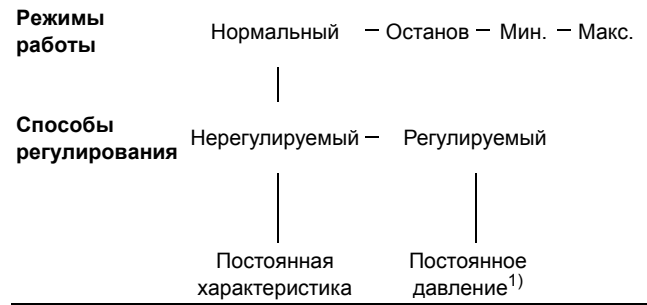 Режимы
работы
Нормальный – Останов – Мин. – Макс.
Способы
регулирования
Нерегулируемый – Регулируемый
Постоянная
характеристика
Постоянное
давление1)